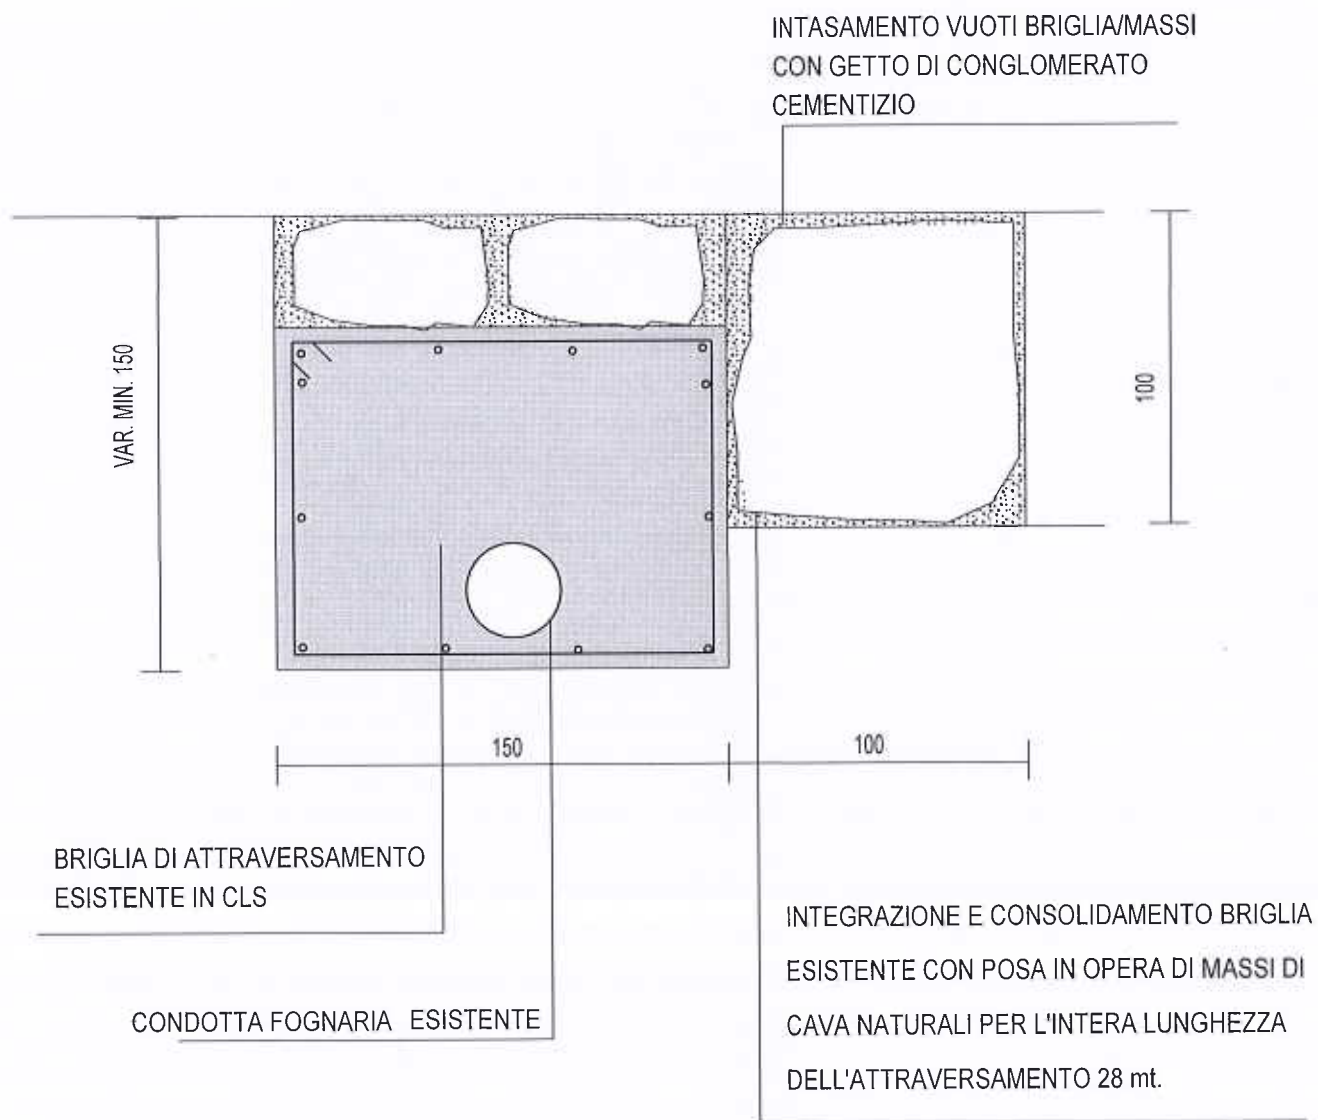 INTASAMENTO VUOTI BRIGLIA/MASSI
CON GETTO DI CONGLOMERATO
CEMENTIZIO
VAR. MIN. 150
100
150
100
BRIGLIA DI ATTRAVERSAMENTO
ESISTENTE IN CLS
CONDOTTA FOGNARIA ESISTENTE
INTEGRAZIONE E CONSOLIDAMENTO BRIGLIA
ESISTENTE CON POSA IN OPERA DI MASSI DI
CAVA NATURALI PER L'INTERA LUNGHEZZA
DELL'ATTRAVERSAMENTO 28 mt.